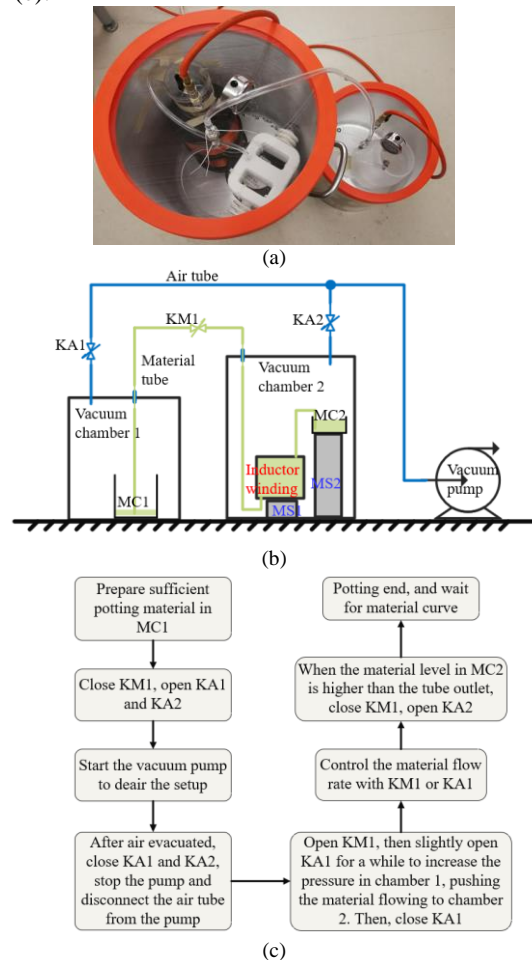 (a)
Air tube
KM1
KA2
KA1
Material
tube
Vacuum
chamber 1
Vacuum
chamber 2
MC2
MC1
Inductor
winding
MS2
MS1
Vacuum
pump
(b)
Prepare sufficient
potting material in
MC1
Close KM1, open KA1
and KA2
Start the vacuum pump
to deair the setup
After air evacuated,
close KA1 and KA2,
stop the pump and
disconnect the air tube
from the pump
Open KM1, then slightly open
KA1 for a while to increase the
pressure in chamber 1, pushing
the material flowing to chamber
2. Then, close KA1
Control the material flow
rate with KM1 or KA1
When the material level in MC2
is higher than the tube outlet,
close KM1, open KA2
Potting end, and wait
for material curve
(c)